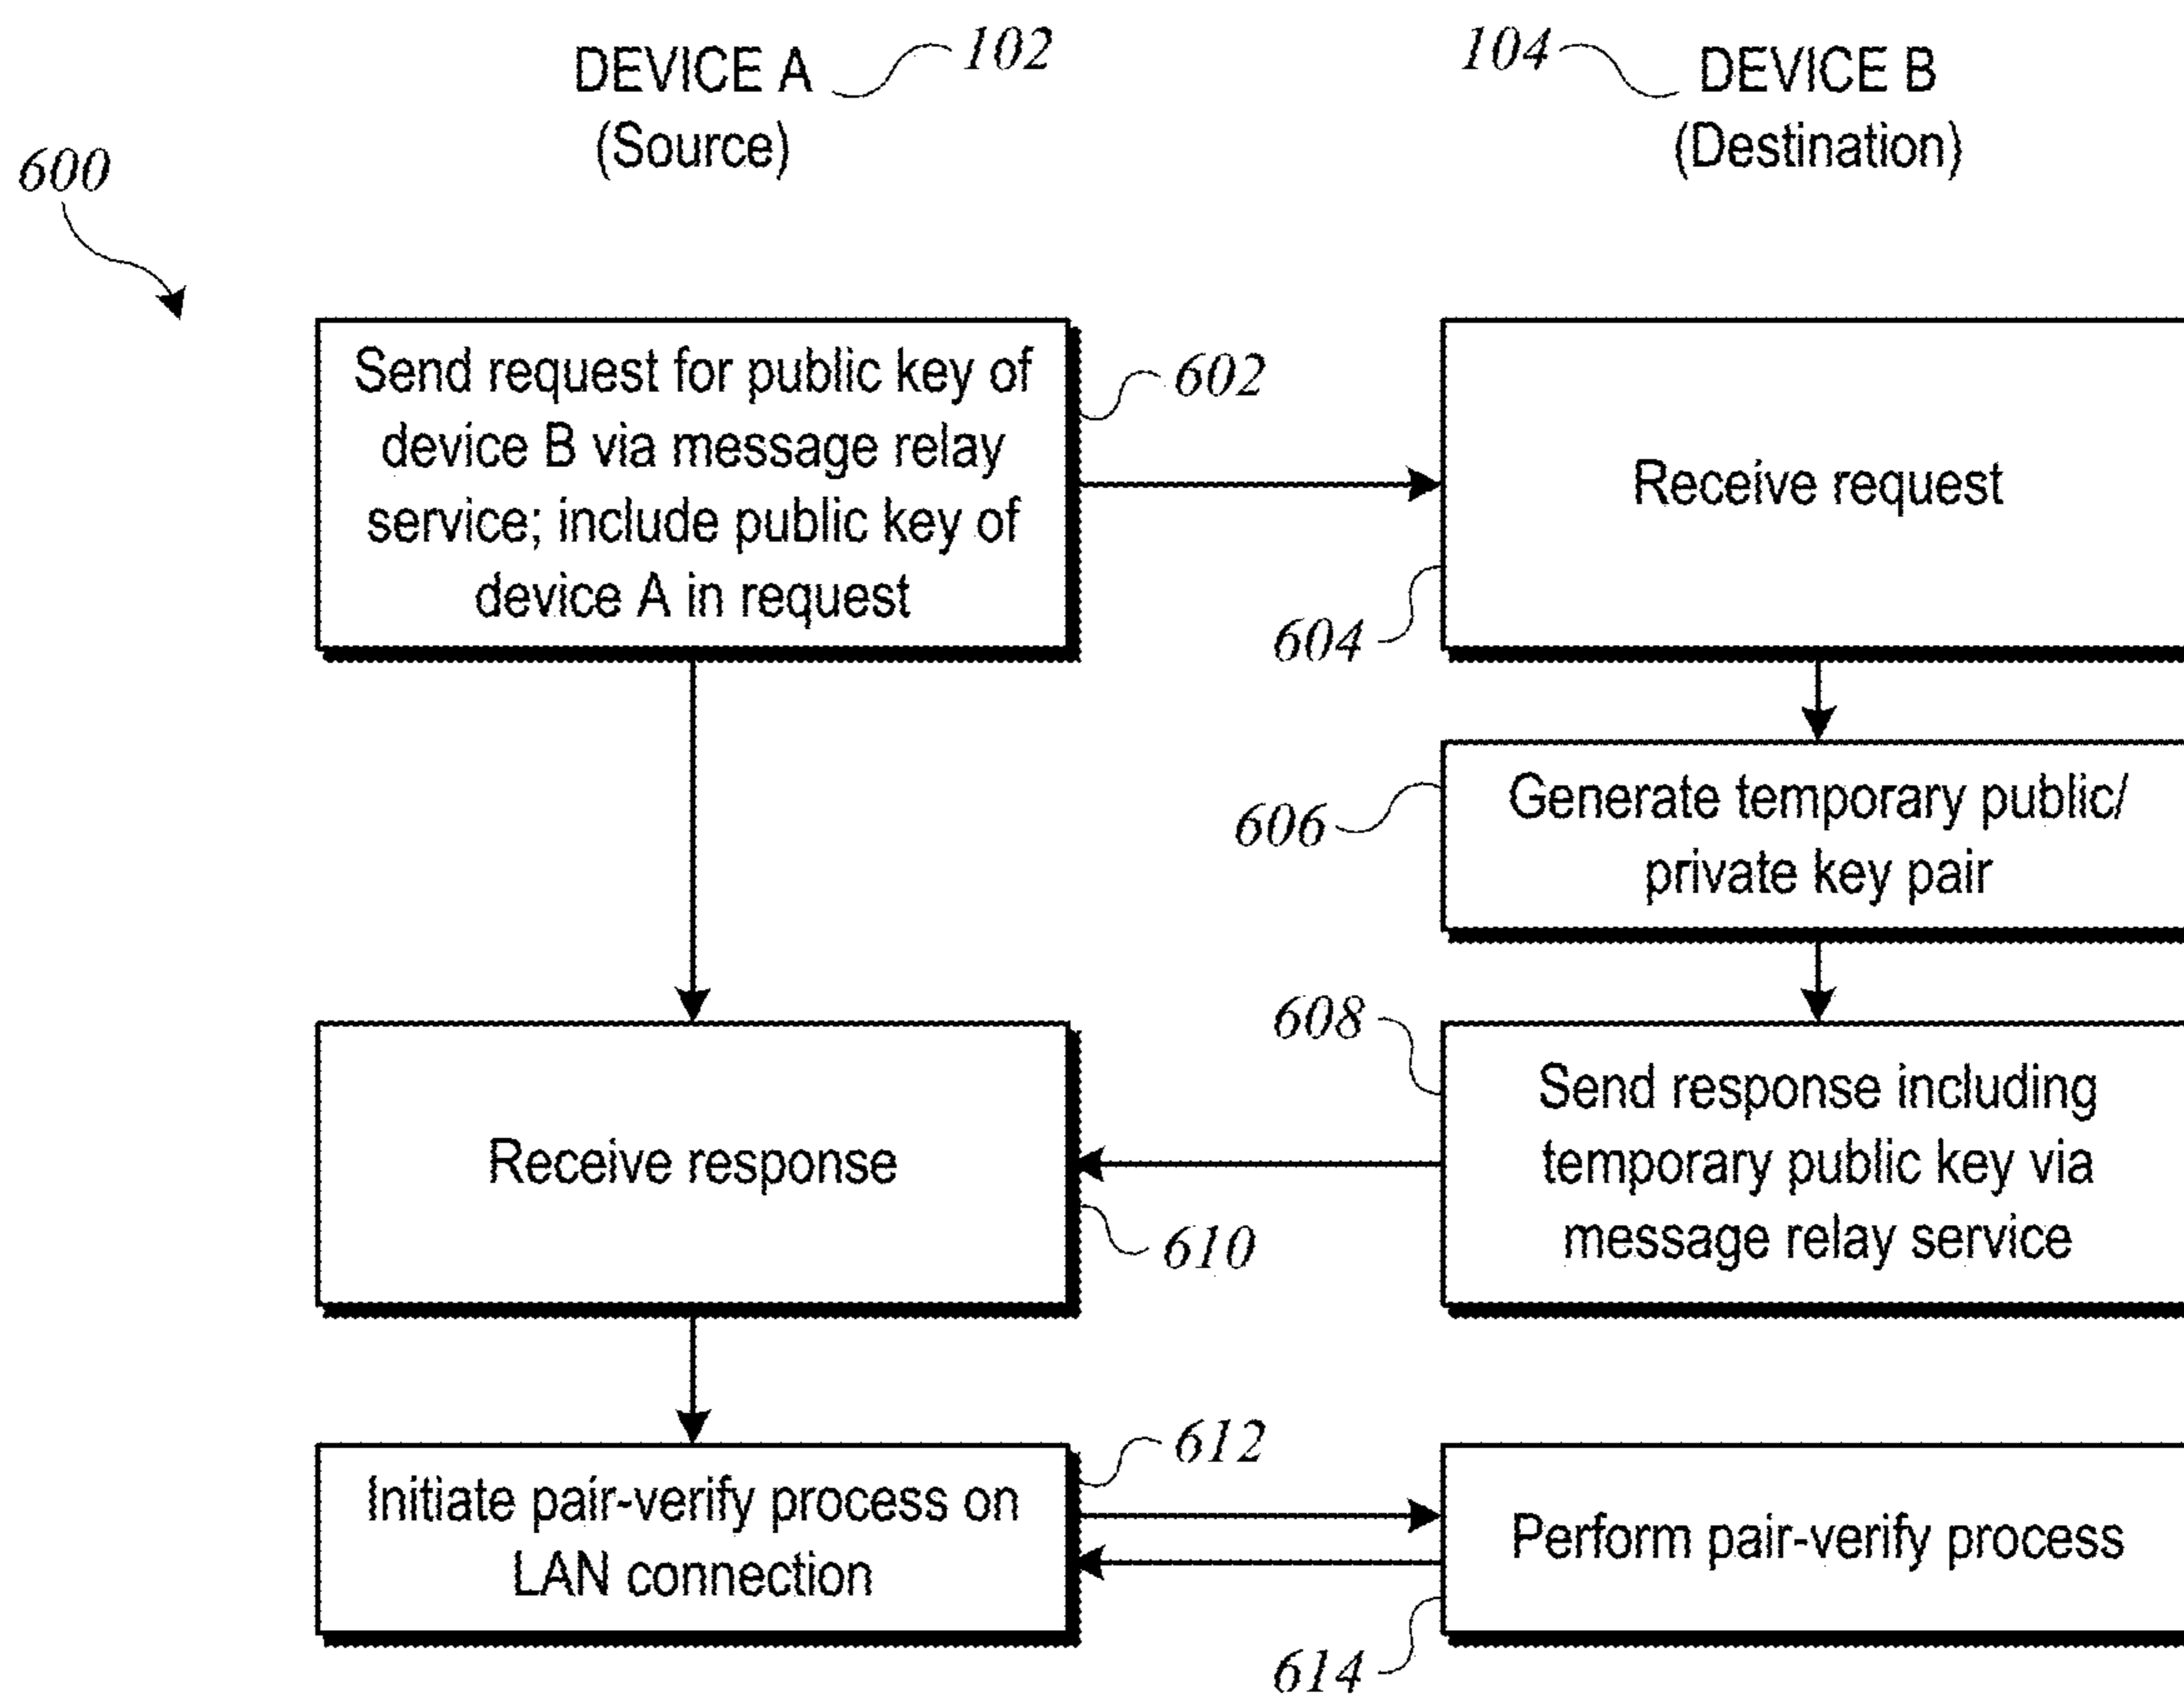 DEVICE A
(Source)
102
104
DEVICE B
(Destination)
600
Send request for public key of
device B via message relay
service; include public key of
device A in request
602
Receive request
604
606
Generate temporary public/
private key pair
608
Send response including
temporary public key via
message relay service
Receive response
610
Initiate pair-verify process on
LAN connection
612
Perform pair-verify process
614